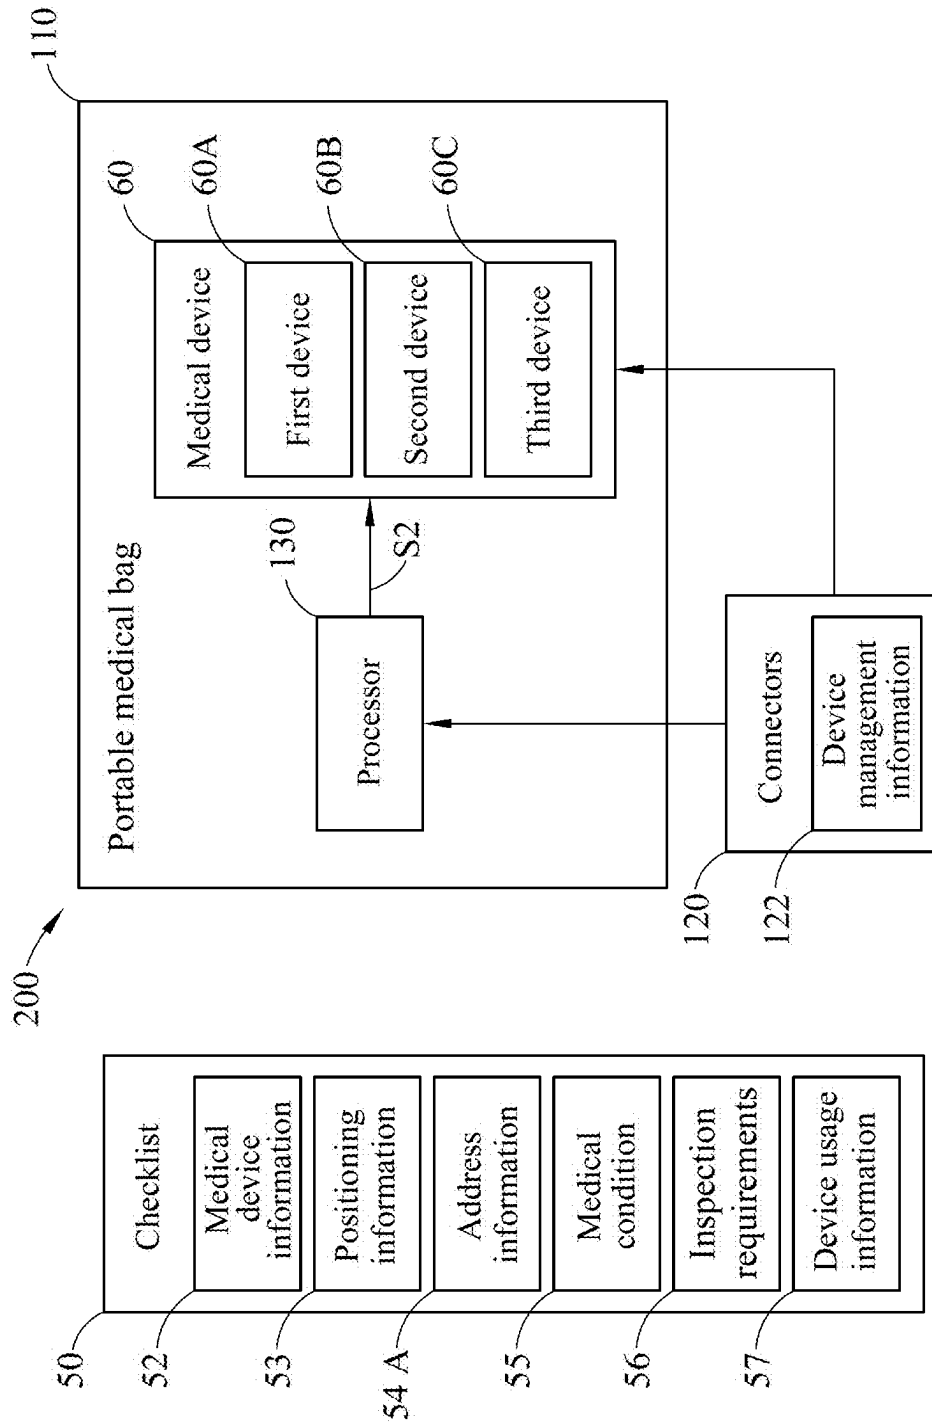 200
110
Portable medical bag
60
60A
60B
60C
Medical device
First device
Second device
Third device
130
S2
Processor
Connectors
Device
management
information
120
122
Checklist
Medical
device
information
Positioning
information
Address
information
Medical
condition
Inspection
requirements
Device usage
information
50
52
53
54 A
55
56
57